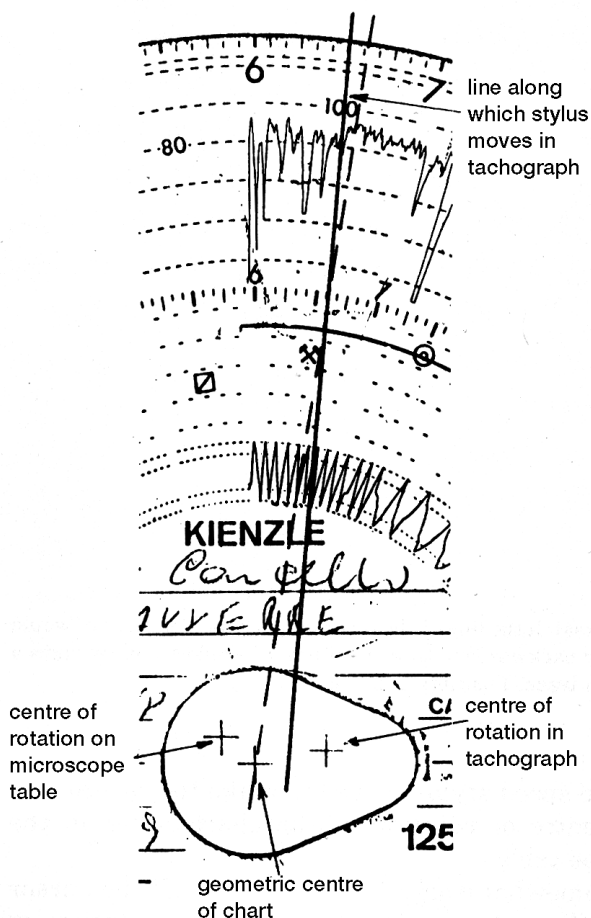 6
7
line along
which stylus
moves in
tachograph
100
80
6
7
KIENZLE
centre of
rotation on
microscope
table
centre of
rotation in
tachograph
125
geometric centre
of chart